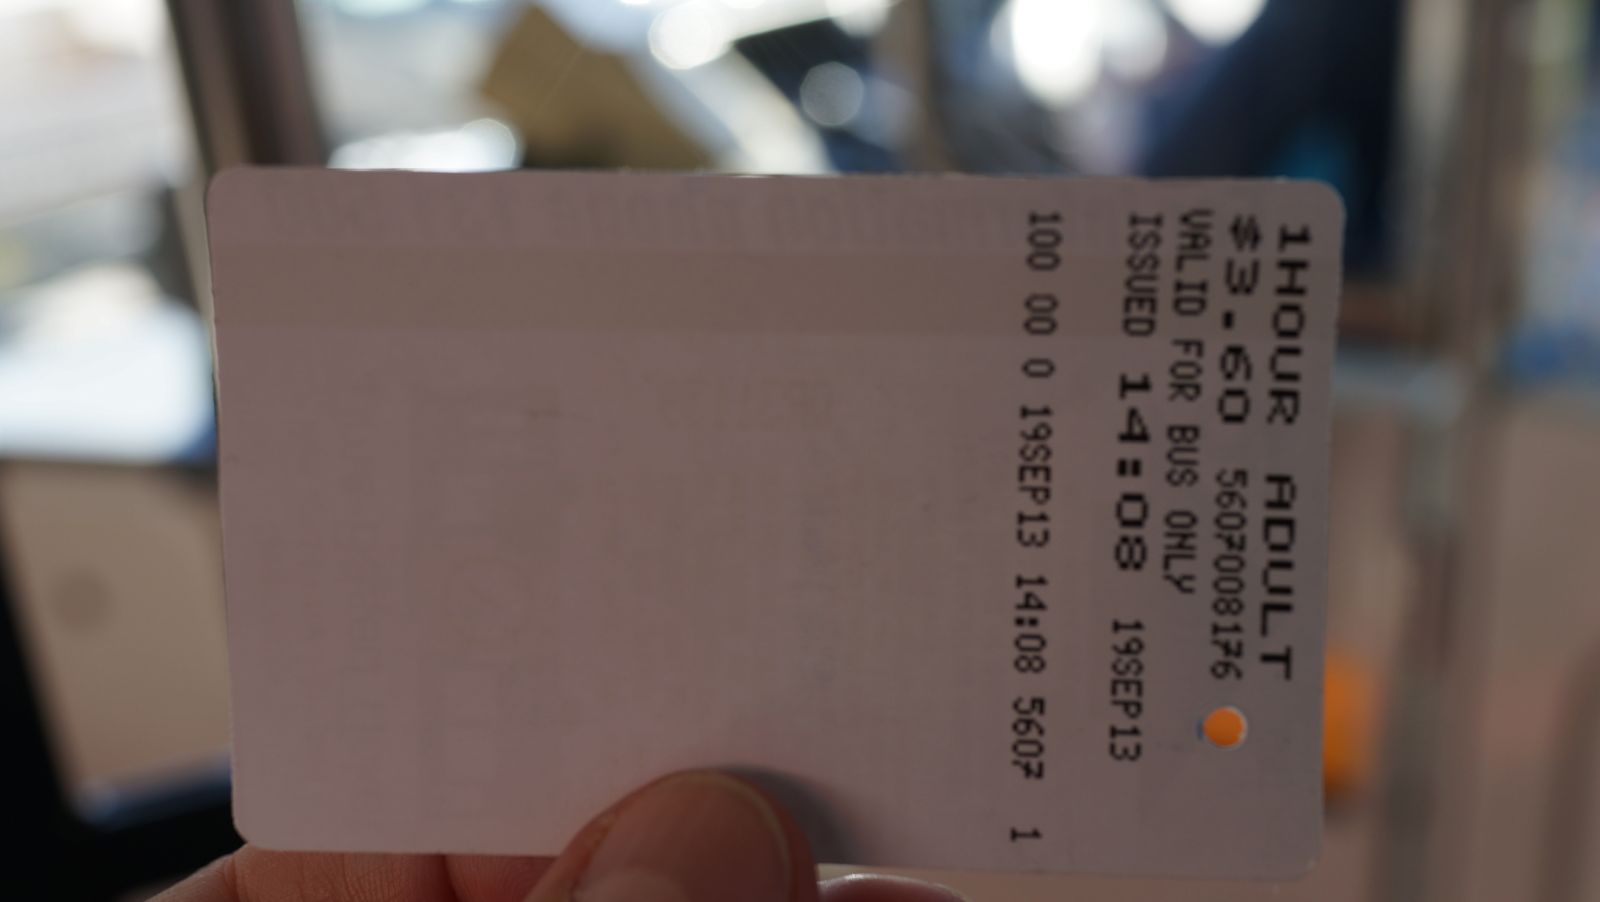 1HOUR ADULT
$3.60 5607008176
VALID FOR BUS ONLY
ISSUED 14:08 19SEP13
100 00 0 19SEP13 14:08 5607 1